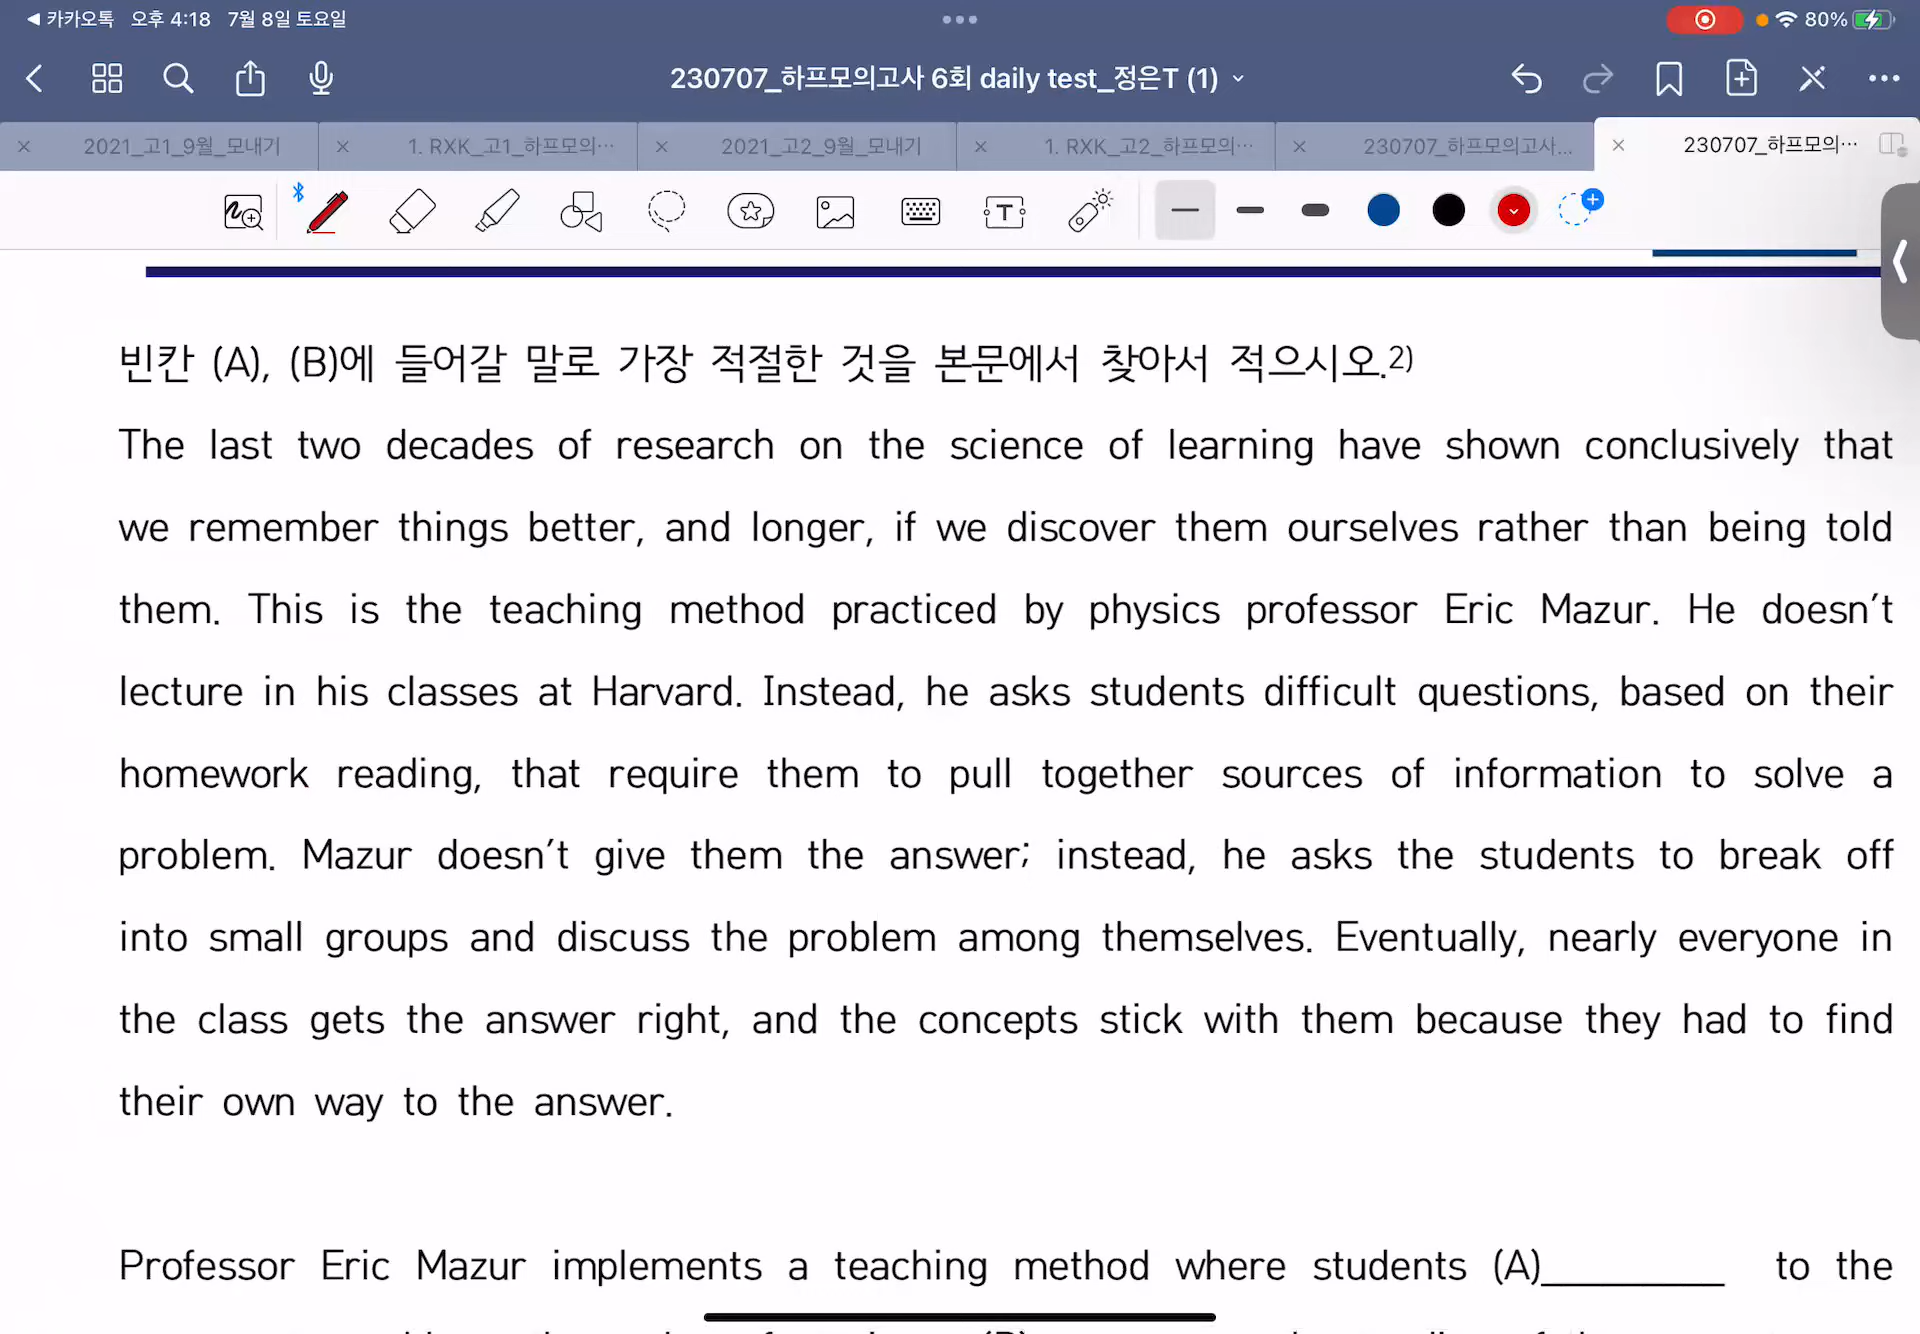 카카오톡 오후 4:18 7월 8일 토요일 80%
230707_하프모의고사 6회 daily test_정은T (1)
2021_고1_9월_모내기 1. RXK_고1_하프모의… 2021_고2_9월_모내기 1. RXK_고2_하프모의… 230707_하프모의고사... 230707_하프모의…
빈칸 (A), (B)에 들어갈 말로 가장 적절한 것을 본문에서 찾아서 적으시오.2)
The last two decades of research on the science of learning have shown conclusively that
we remember things better, and longer, if we discover them ourselves rather than being told
them. This is the teaching method practiced by physics professor Eric Mazur. He doesn't
lecture in his classes at Harvard. Instead, he asks students difficult questions, based on their
homework reading, that require them to pull together sources of information to solve a
problem. Mazur doesn't give them the answer; instead, he asks the students to break off
into small groups and discuss the problem among themselves. Eventually, nearly everyone in
the class gets the answer right, and the concepts stick with them because they had to find
their own way to the answer.
Professor Eric Mazur implements a teaching method where students (A)________ to the